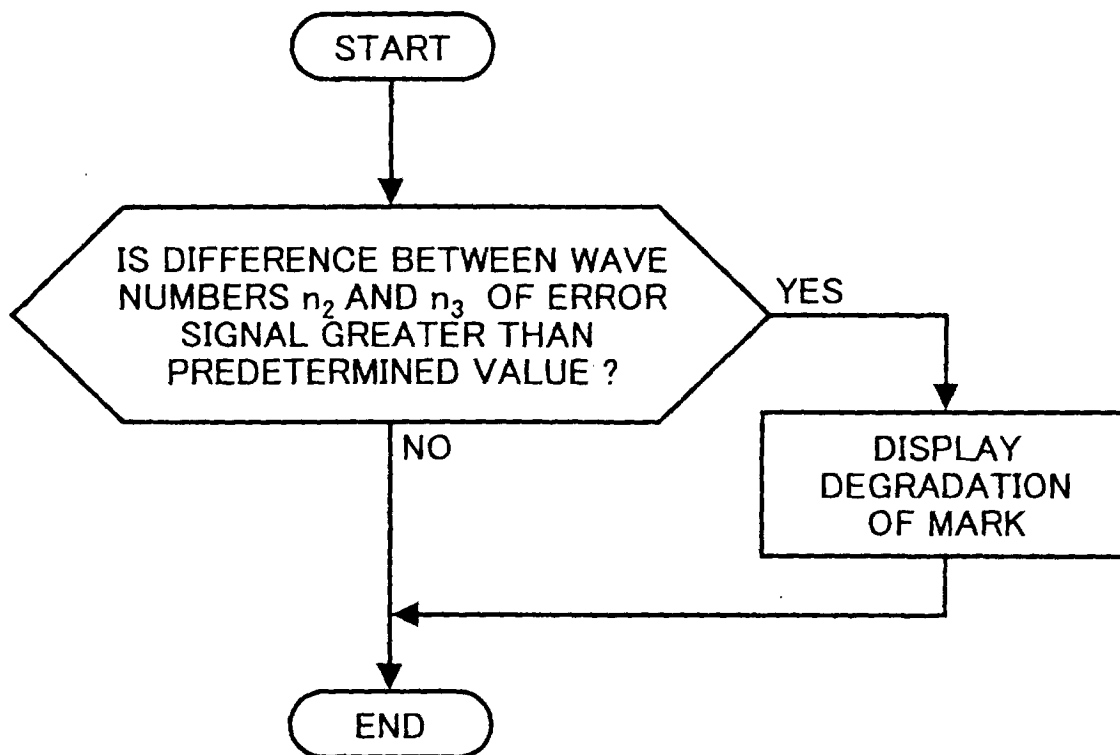 START
IS DIFFERENCE BETWEEN WAVE
NUMBERS n₂ AND n₃ OF ERROR
SIGNAL GREATER THAN
PREDETERMINED VALUE ?
YES
NO
DISPLAY
DEGRADATION
OF MARK
END